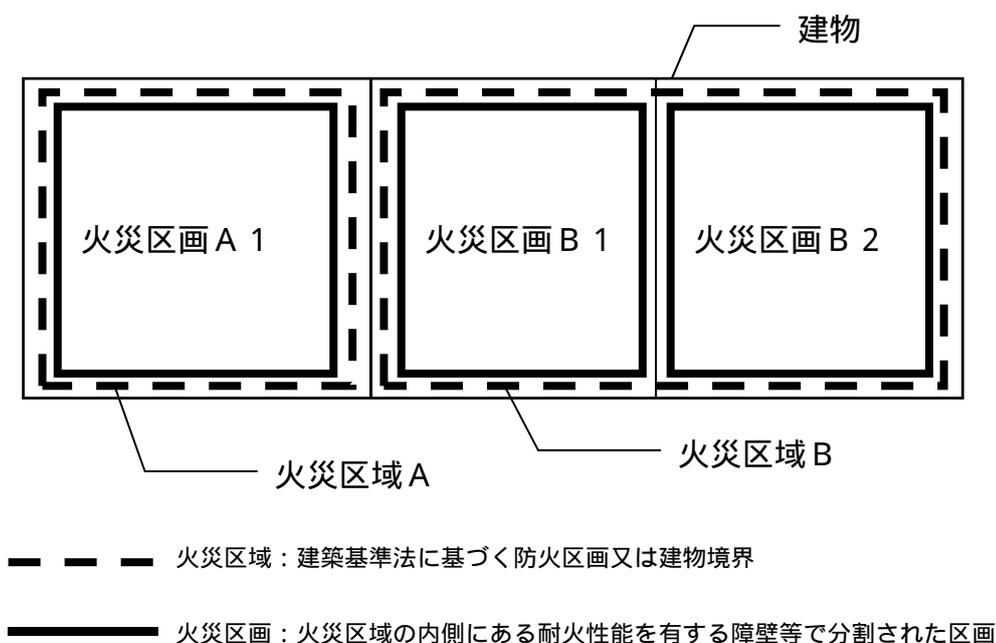 建物
火災区画A 1
火災区画B 1
火災区画B 2
火災区域A
火災区域B
火災区域：建築基準法に基づく防火区画又は建物境界
火災区画：火災区域の内側にある耐火性能を有する障壁等で分割された区画